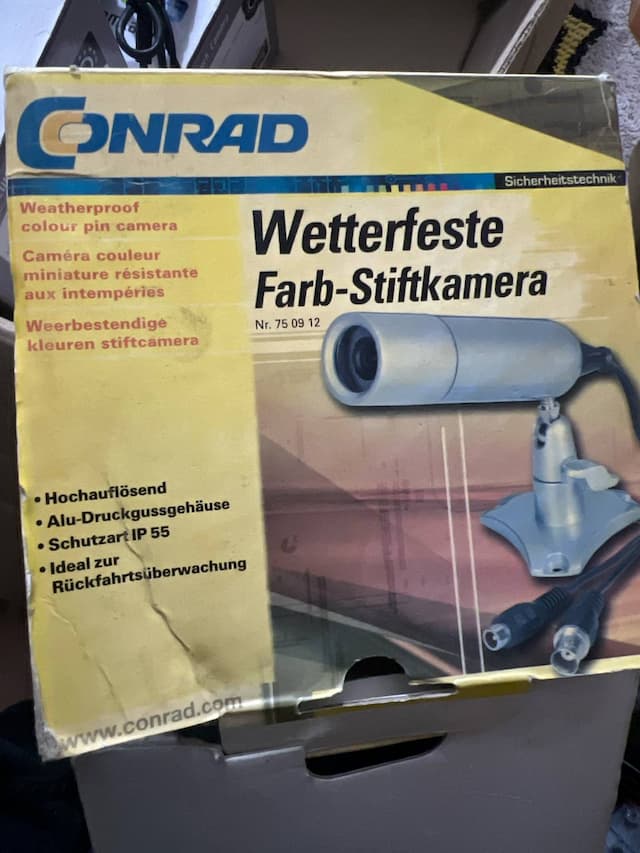 CONRAD
Sicherheitstechnik
Weatherproof
colour pin camera
Caméra couleur
miniature résistante
aux intempéries
Weerbestendige
kleuren stiftcamera
Wetterfeste
Farb-Stiftkamera
Nr. 75 09 12
• Hochauflösend
• Alu-Druckgussgehäuse
• Schutzart IP 55
• Ideal zur
Rückfahrtsüberwachung
www.conrad.com